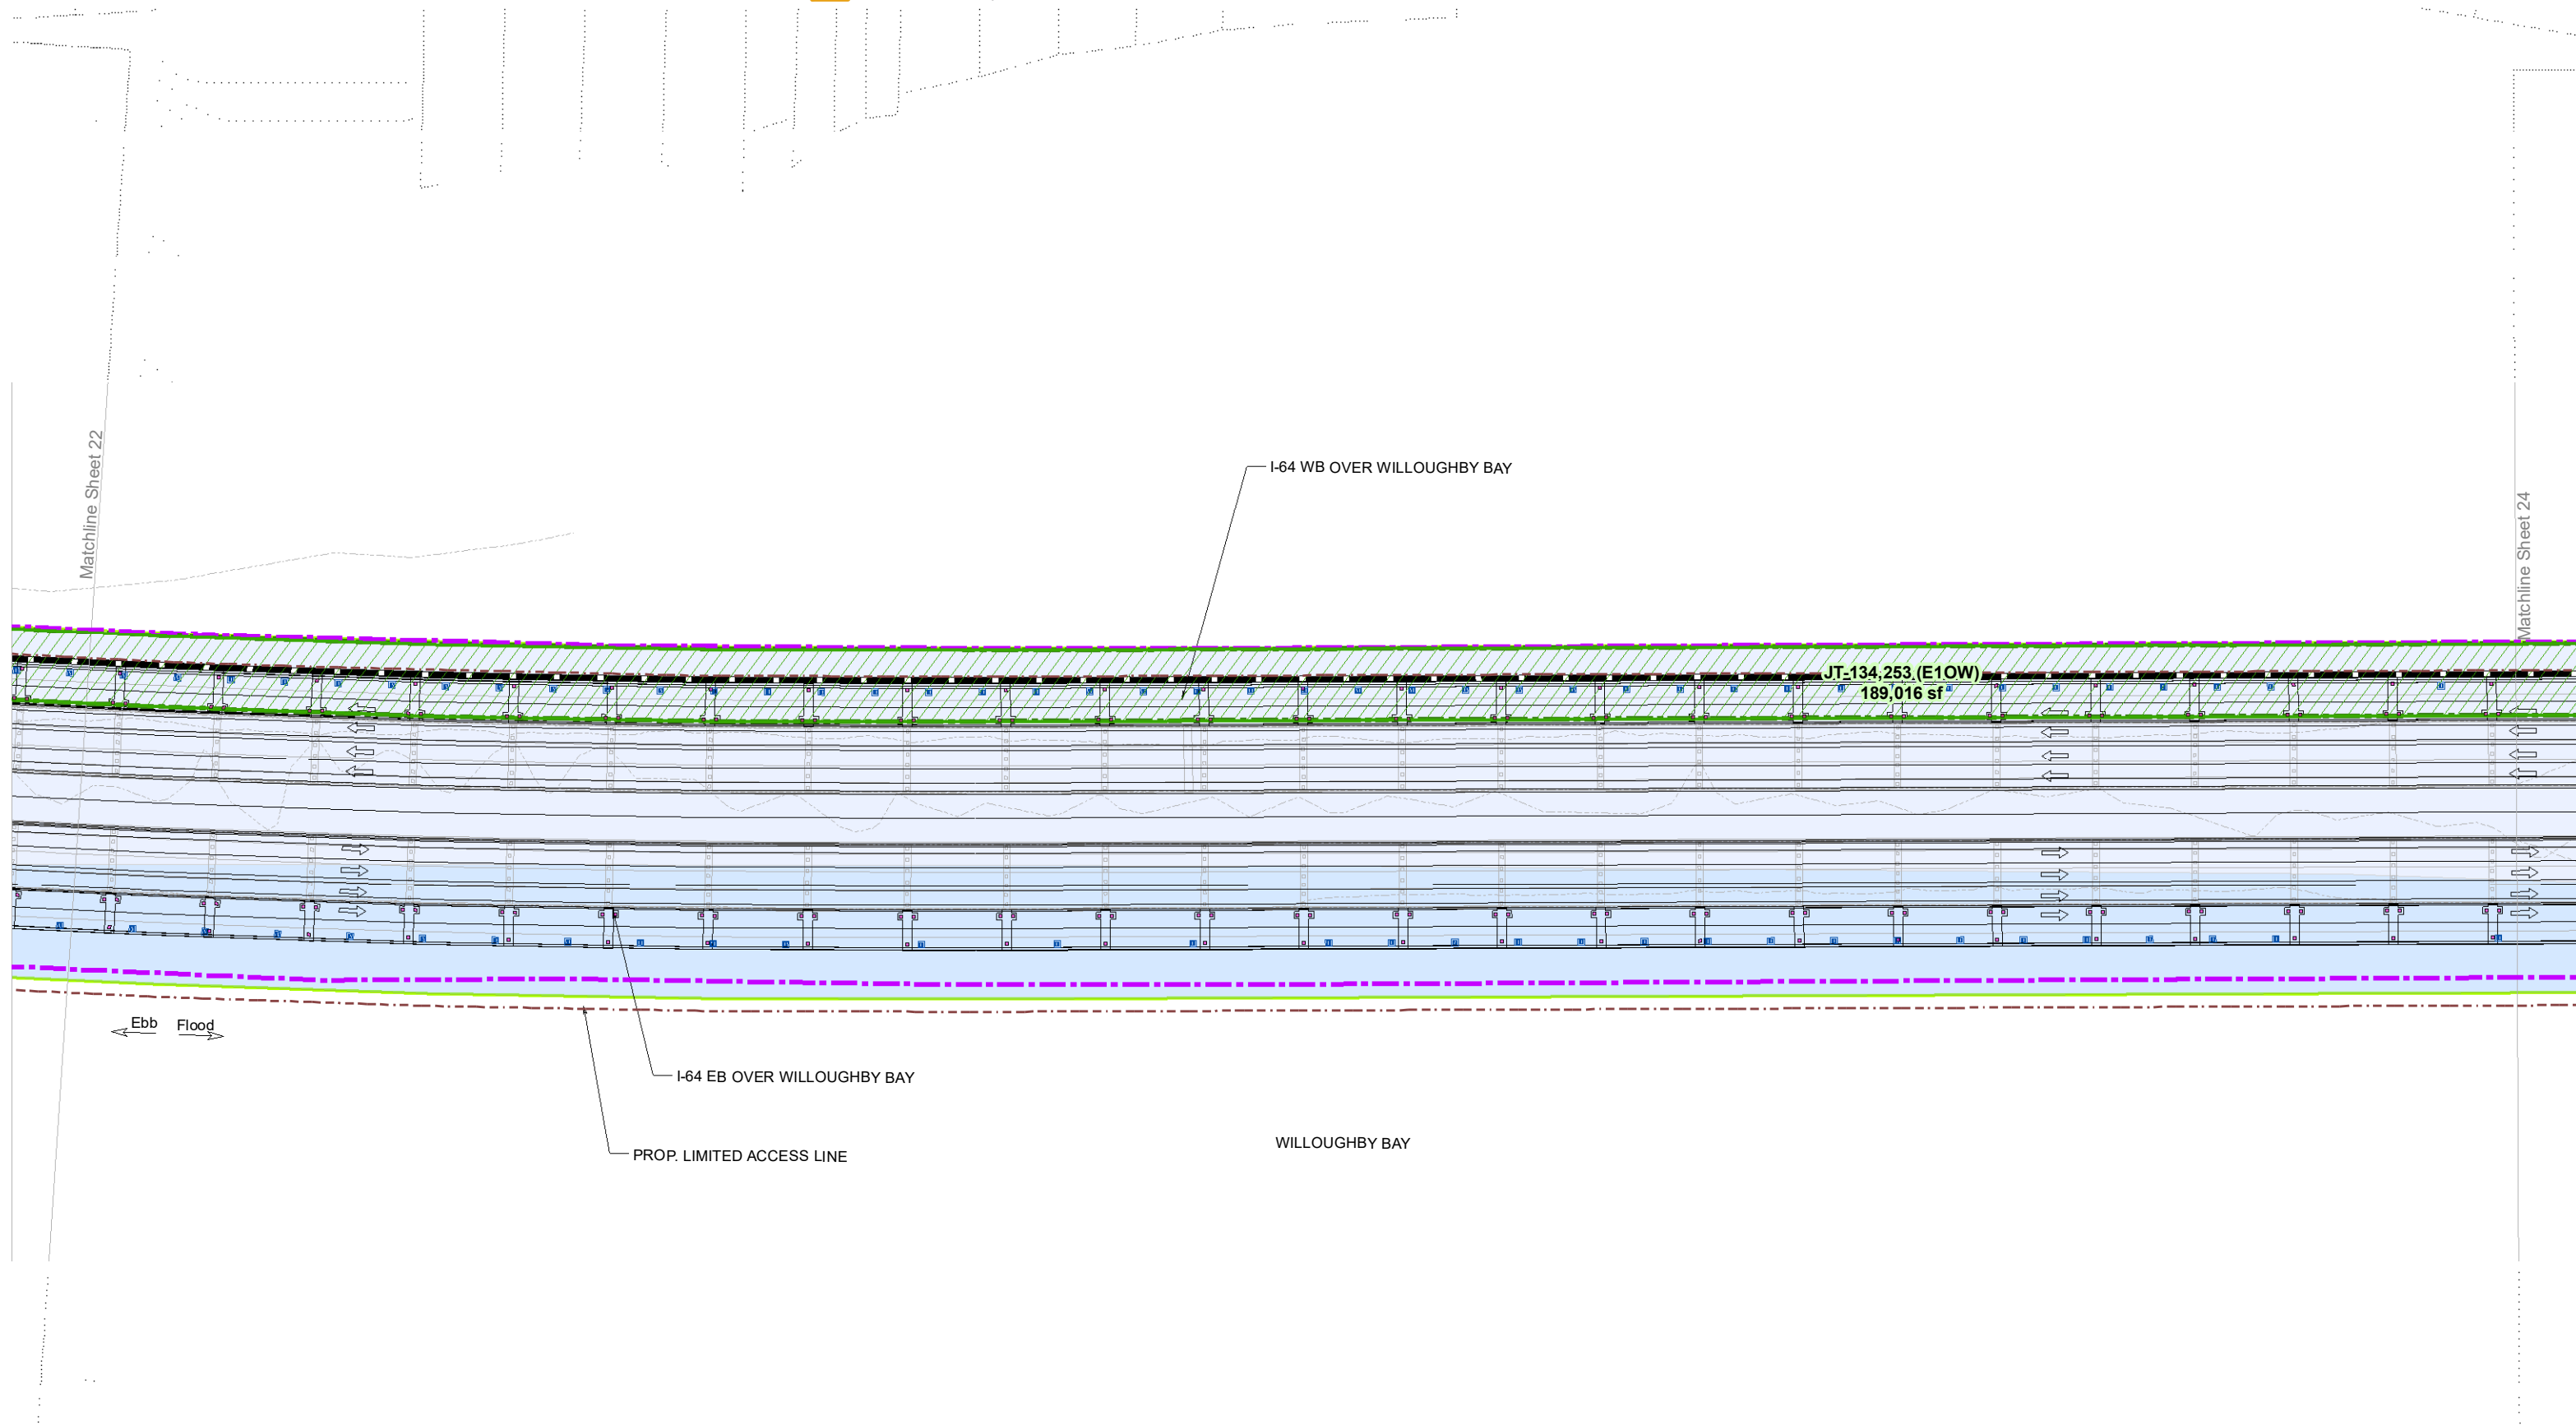 Matchline Sheet 22
I-64 WB OVER WILLOUGHBY BAY
Matchline Sheet 24
JT-134,253 (E1OW)
189,016 sf
Ebb
Flood
I-64 EB OVER WILLOUGHBY BAY
WILLOUGHBY BAY
PROP. LIMITED ACCESS LINE